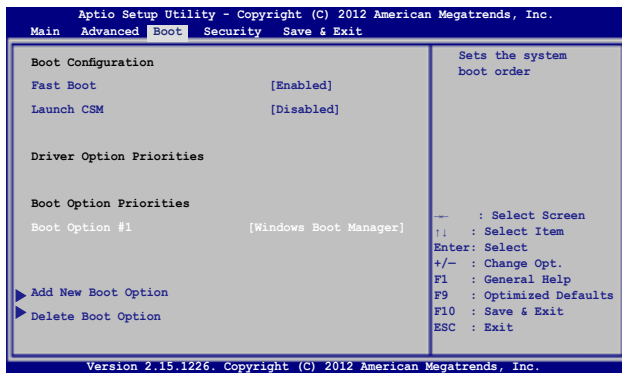 Aptio Setup Utility - Copyright (C) 2012 American Megatrends, Inc.
Main Advanced Boot Security Save & Exit
Boot Configuration
Fast Boot [Enabled]
Launch CSM [Disabled]
Driver Option Priorities
Boot Option Priorities
Boot Option #1 [Windows Boot Manager]
Add New Boot Option
Delete Boot Option
Sets the system
boot order
→← : Select Screen
↑↓ : Select Item
Enter: Select
+/— : Change Opt.
F1 : General Help
F9 : Optimized Defaults
F10 : Save & Exit
ESC : Exit
Version 2.15.1226. Copyright (C) 2012 American Megatrends, Inc.